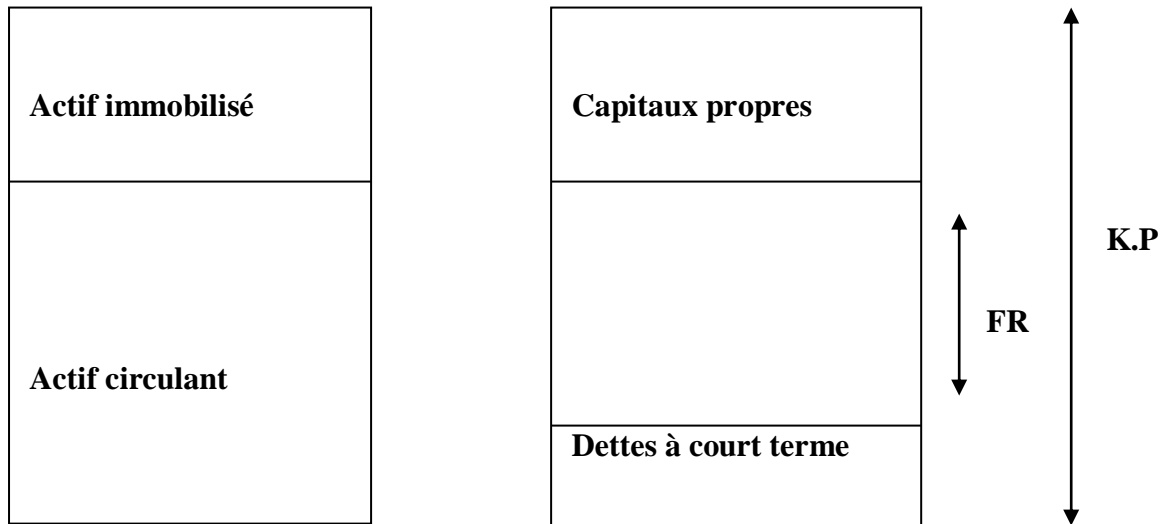 Actif immobilisé
Capitaux propres
K.P
FR
Actif circulant
Dettes à court terme